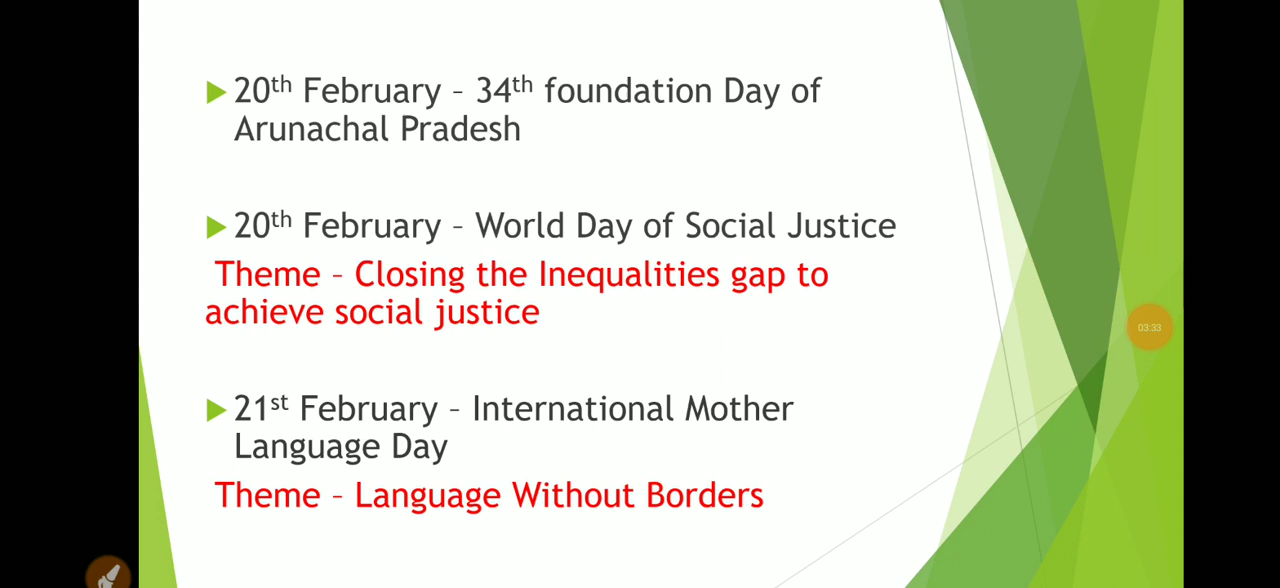 20th February – 34th foundation Day of
Arunachal Pradesh
20th February – World Day of Social Justice
Theme – Closing the Inequalities gap to
achieve social justice
03:33
21st February – International Mother
Language Day
Theme – Language Without Borders